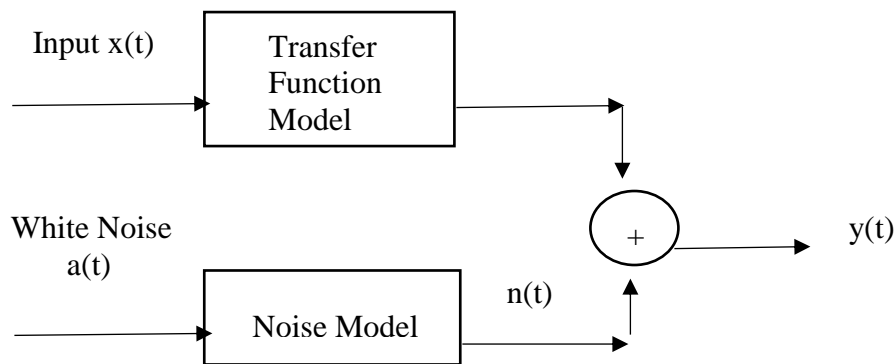 Input x(t)
Transfer
Function
Model
White Noise
a(t)
+
y(t)
n(t)
Noise Model